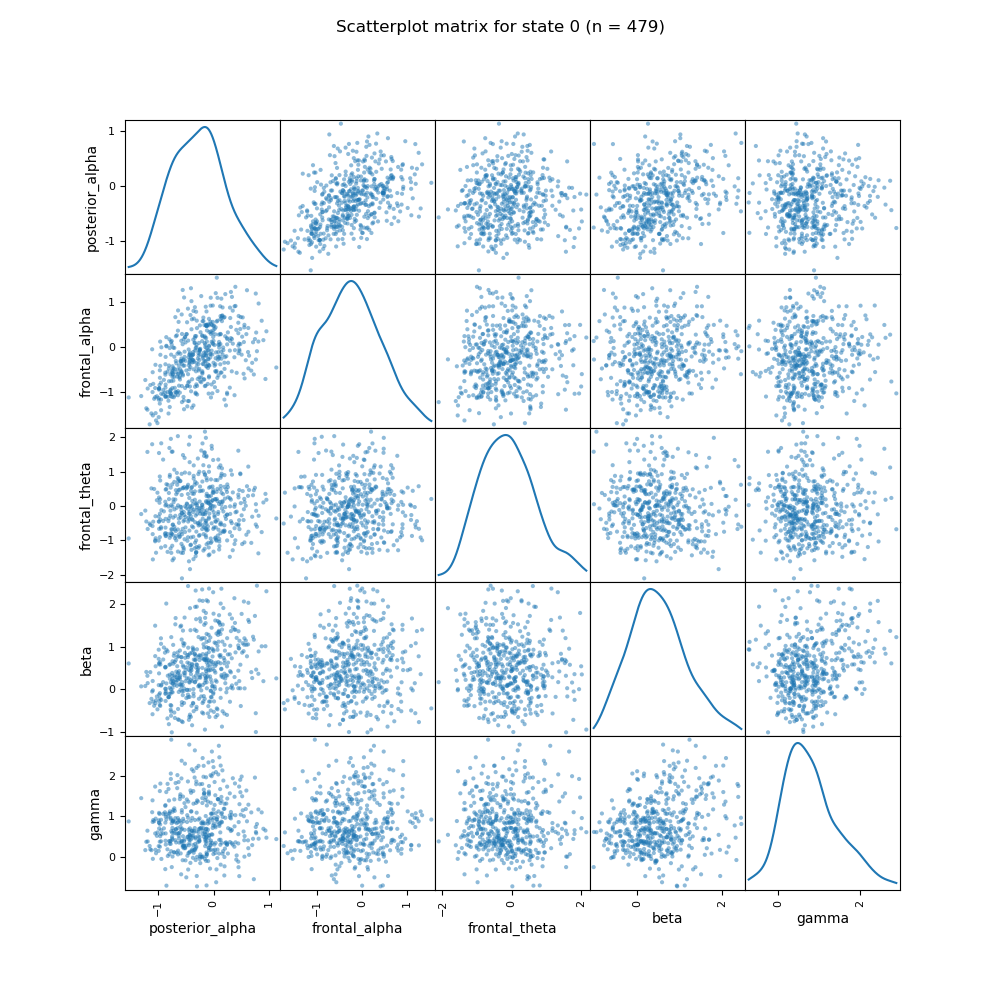 Scatterplot matrix for state 0 (n = 479)
posterior_alpha
1
0
-1
frontal_alpha
1
0
−1
frontal_theta
2
1
0
−1
−2
beta
2
1
0
−1
gamma
2
1
0
−1 0 1 −1 0 1 −2 0 2 0 2 0 2
posterior_alpha frontal_alpha frontal_theta beta gamma